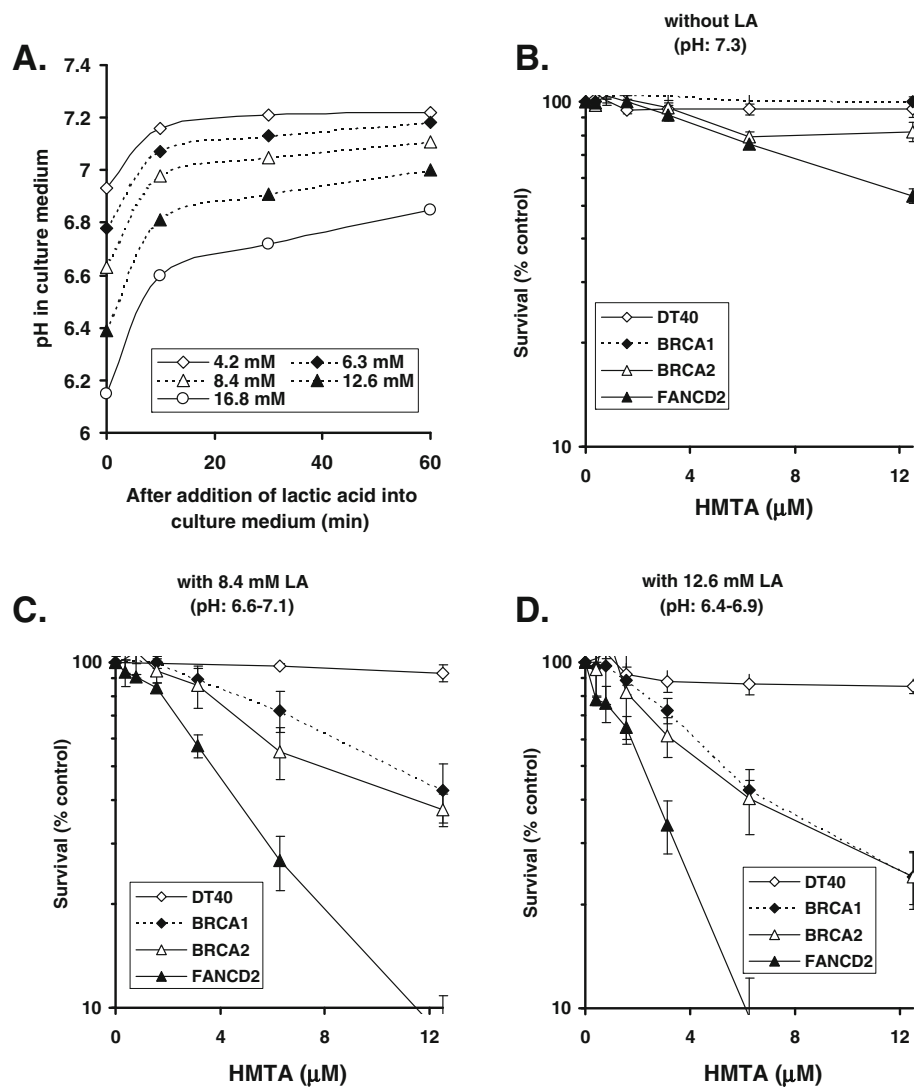 A.
7.4
7.2
7
6.8
6.6
6.4
6.2
6
pH in culture medium
4.2 mM 6.3 mM
8.4 mM 12.6 mM
16.8 mM
0 20 40 60
After addition of lactic acid into
culture medium (min)
without LA
(pH: 7.3)
B.
100
10
Survival (% control)
DT40
BRCA1
BRCA2
FANCD2
0 4 8 12
HMTA (μM)
with 8.4 mM LA
(pH: 6.6-7.1)
C.
100
10
Survival (% control)
DT40
BRCA1
BRCA2
FANCD2
0 4 8 12
HMTA (μM)
with 12.6 mM LA
(pH: 6.4-6.9)
D.
100
10
Survival (% control)
DT40
BRCA1
BRCA2
FANCD2
0 4 8 12
HMTA (μM)